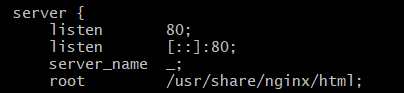 server {
    listen       80;
    listen       [::]:80;
    server_name  _;
    root         /usr/share/nginx/html;